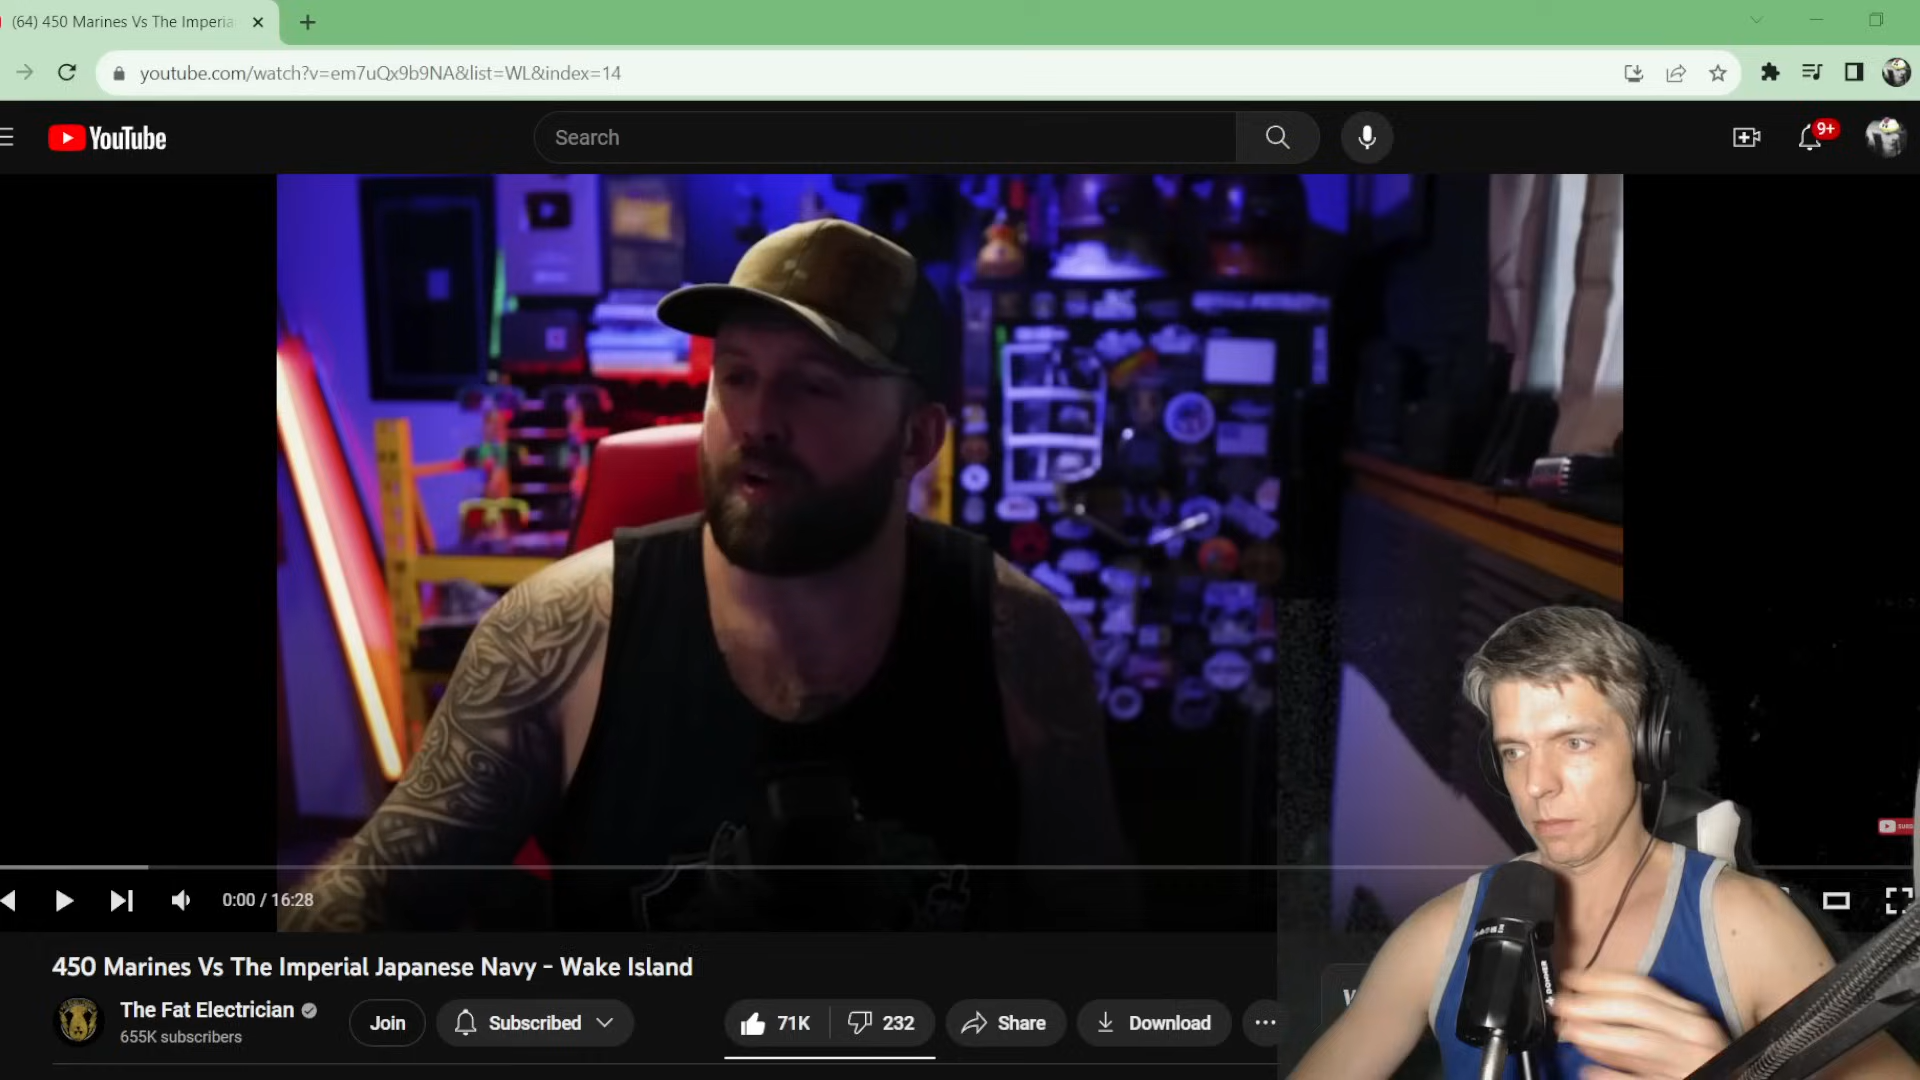 (64) 450 Marines Vs The Imperia
youtube.com/watch?v=em7uQx9b9NA&list=WL&index=14
YouTube
Search
9+
0:00 / 16:28
450 Marines Vs The Imperial Japanese Navy - Wake Island
The Fat Electrician
655K subscribers
Join
Subscribed
71K
232
Share
Download
DONNER